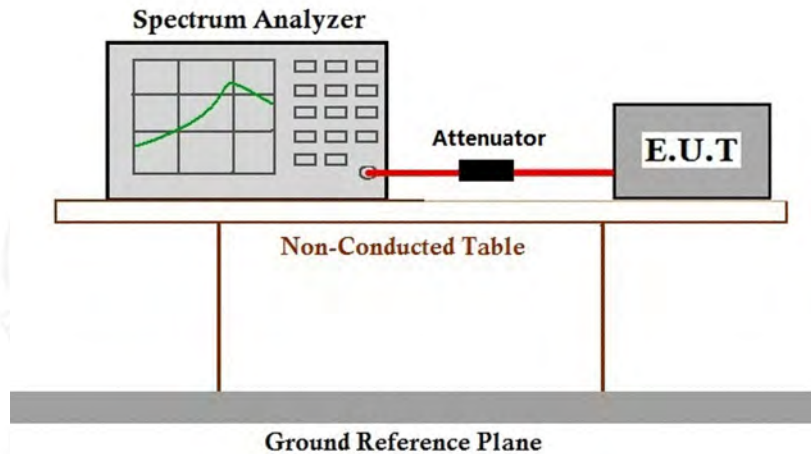 Spectrum Analyzer
Attenuator
E.U.T
Non-Conducted Table
Ground Reference Plane